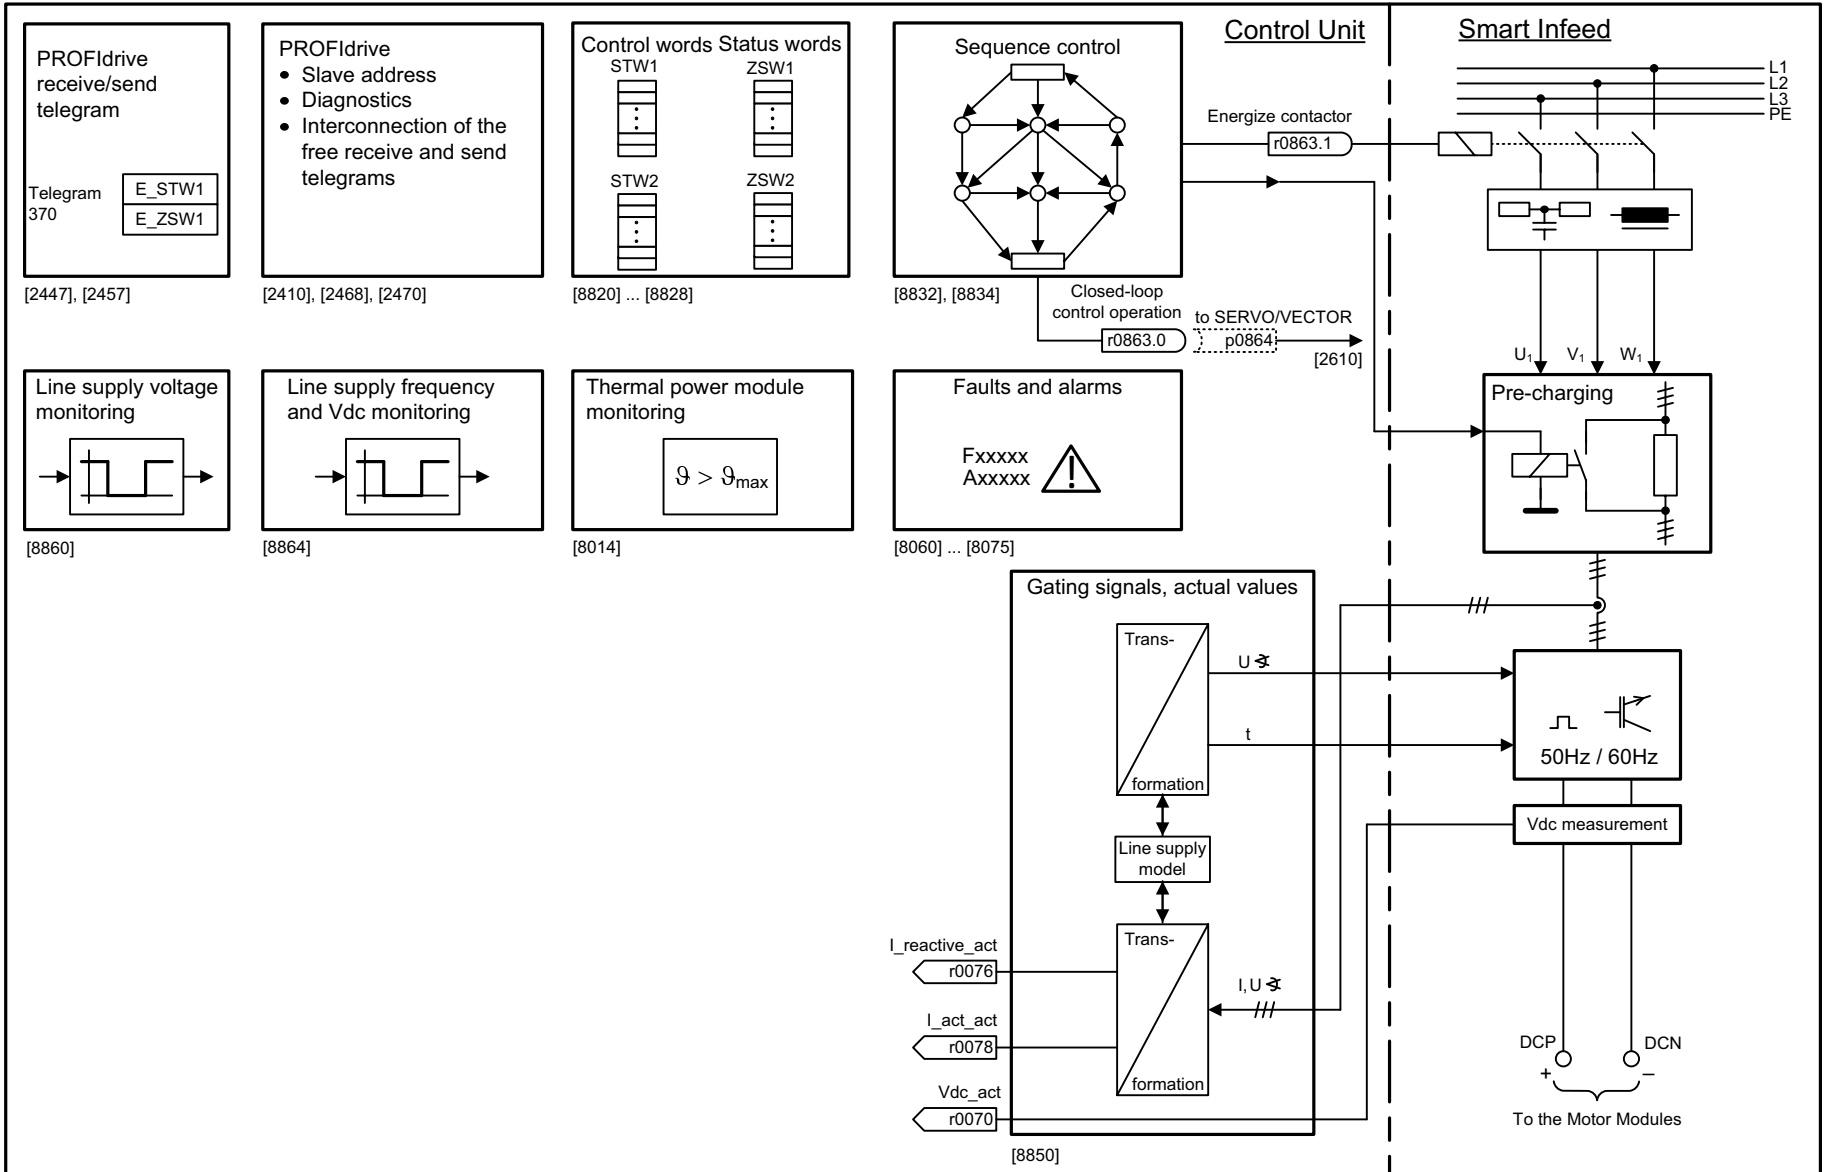 PROFIdrive
receive/send
telegram
Telegram
370
E_STW1
E_ZSW1
[2447], [2457]
PROFIdrive
• Slave address
• Diagnostics
• Interconnection of the
free receive and send
telegrams
[2410], [2468], [2470]
Control words Status words
STW1 ZSW1
STW2 ZSW2
[8820] ... [8828]
Sequence control
[8832], [8834]
Control Unit
Smart Infeed
L1
L2
L3
PE
Energize contactor
r0863.1
Closed-loop
control operation
r0863.0
to SERVO/VECTOR
p0864
[2610]
U1 V1 W1
Line supply voltage
monitoring
[8860]
Line supply frequency
and Vdc monitoring
[8864]
Thermal power module
monitoring
ϑ > ϑmax
[8014]
Faults and alarms
Fxxxxx
Axxxxx
!
[8060] ... [8075]
Pre-charging
Gating signals, actual values
Trans-
formation
U ∢
t
50Hz / 60Hz
Vdc measurement
Line supply
model
Trans-
formation
I_reactive_act
r0076
I, U ∢
I_act_act
r0078
Vdc_act
r0070
[8850]
DCP DCN
+ –
To the Motor Modules